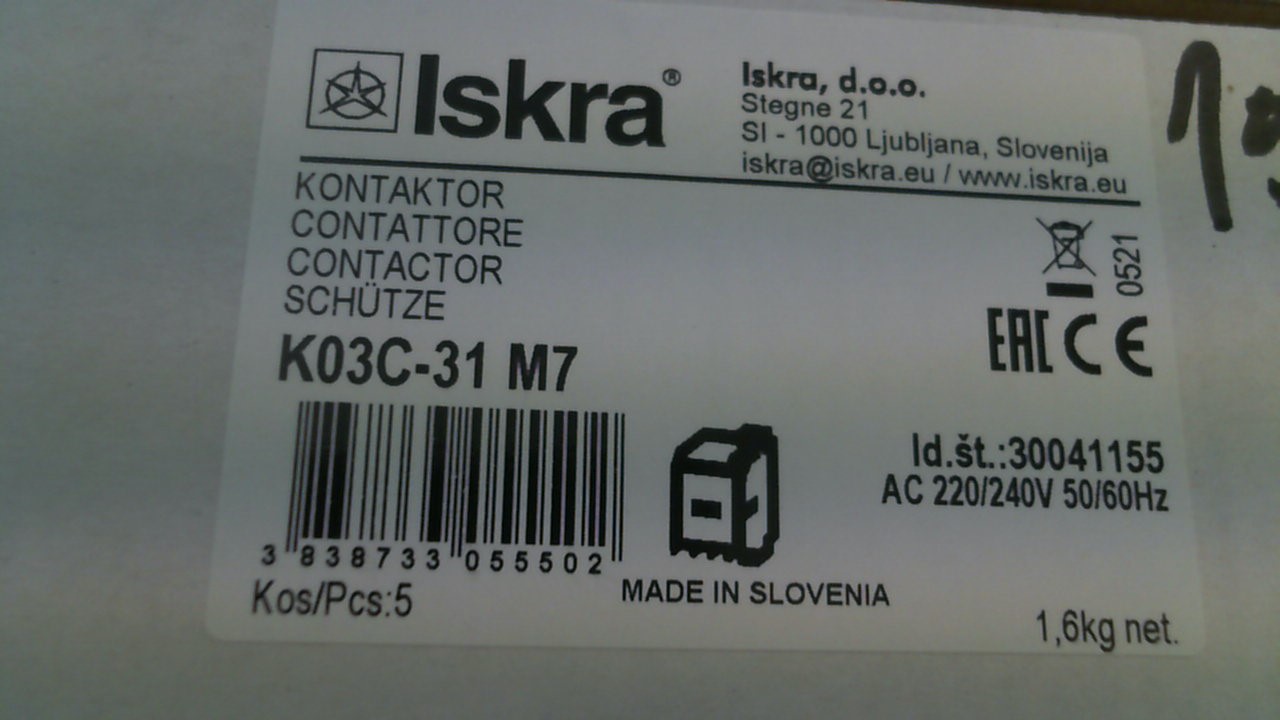 Iskra®
Iskra, d.o.o.
Stegne 21
SI - 1000 Ljubljana, Slovenija
iskra@iskra.eu / www.iskra.eu
KONTAKTOR
CONTATTORE
CONTACTOR
SCHÜTZE
K03C-31 M7
0521
EAC CE
Id.št.:30041155
AC 220/240V 50/60Hz
3 838733 055502
Kos/Pcs:5
MADE IN SLOVENIA
1,6kg net.